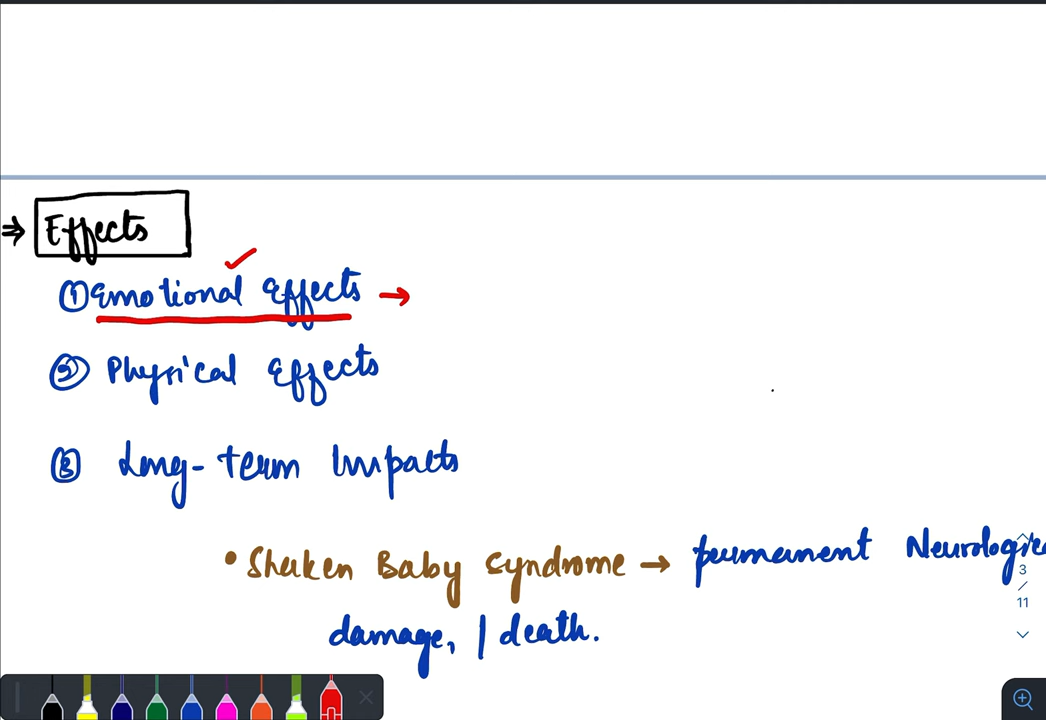 ⇒ Effects
① Emotional Effects →
② Physical Effects
③ Long-term Impacts
• Shaken Baby Syndrome → permanent Neurologica
damage, / death.
3
/
11